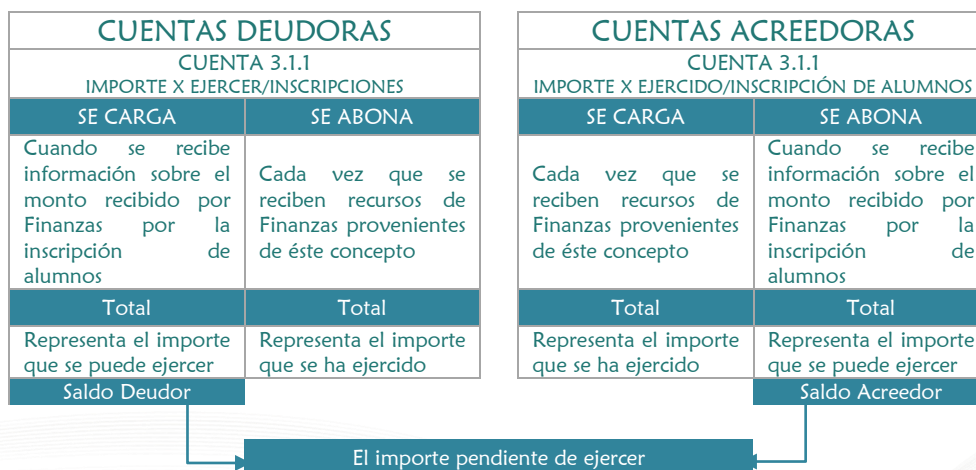 CUENTAS DEUDORAS
CUENTA 3.1.1
IMPORTE X EJERCER/INSCRIPCIONES
SE CARGA
SE ABONA
Cuando se recibe
información sobre el
monto recibido por
Finanzas por la
inscripción de
alumnos
Cada vez que se
reciben recursos de
Finanzas provenientes
de éste concepto
Total
Total
Representa el importe
que se puede ejercer
Representa el importe
que se ha ejercido
Saldo Deudor
CUENTAS ACREEDORAS
CUENTA 3.1.1
IMPORTE X EJERCIDO/INSCRIPCIÓN DE ALUMNOS
SE CARGA
SE ABONA
Cada vez que se
reciben recursos de
Finanzas provenientes
de éste concepto
Cuando se recibe
información sobre el
monto recibido por
Finanzas por la
inscripción de
alumnos
Total
Total
Representa el importe
que se ha ejercido
Representa el importe
que se puede ejercer
Saldo Acreedor
El importe pendiente de ejercer